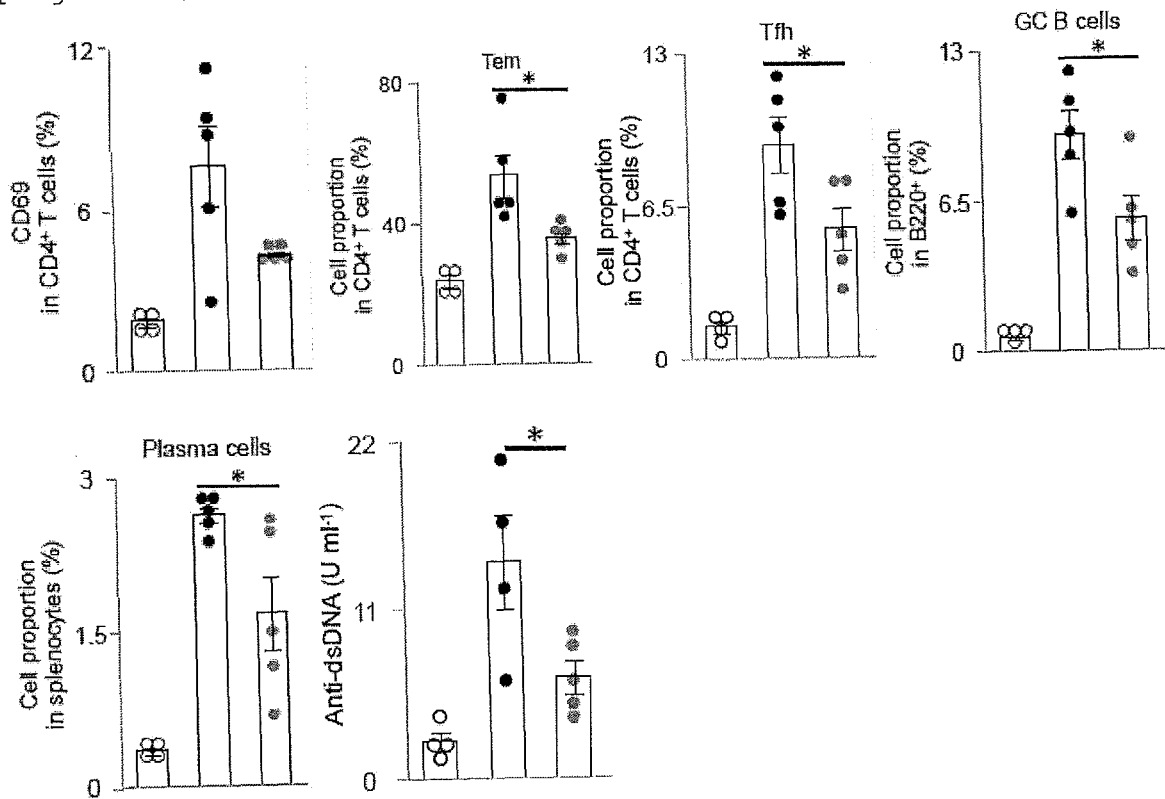 12
6
0
CD69
in CD4+ T cells (%)
Tem
*
80
40
0
Cell proportion
in CD4+ T cells (%)
Tfh
*
13
6.5
0
Cell proportion
in CD4+ T cells (%)
GC B cells
*
13
6.5
0
Cell proportion
in B220+ (%)
Plasma cells
*
3
1.5
0
Cell proportion
in splenocytes (%)
*
22
11
0
Anti-dsDNA (U ml-1)